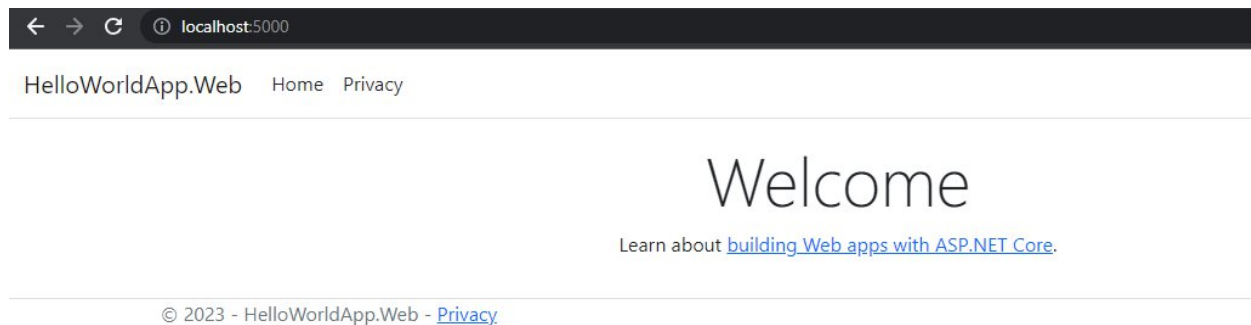 localhost:5000
HelloWorldApp.Web Home Privacy
Welcome
Learn about building Web apps with ASP.NET Core.
© 2023 - HelloWorldApp.Web - Privacy